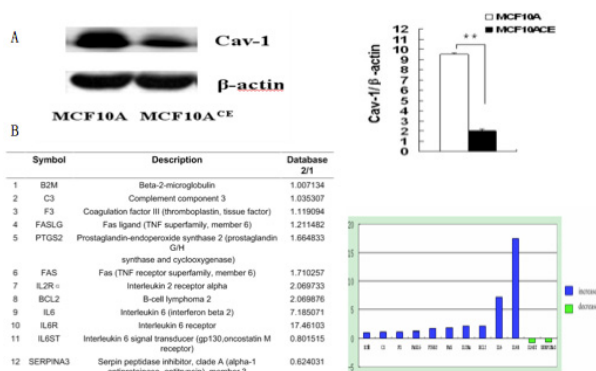 A
Cav-1
β-actin
MCF10A MCF10A^CE
MCF10A
MCF10ACE
**
Cav-1/β-actin
12
11
10
9
8
7
6
5
4
3
2
1
0
B
Symbol Description Database 2/1
1 B2M Beta-2-microglobulin 1.007134
2 C3 Complement component 3 1.035307
3 F3 Coagulation factor III (thromboplastin, tissue factor) 1.119094
4 FASLG Fas ligand (TNF superfamily, member 6) 1.211482
5 PTGS2 Prostaglandin-endoperoxide synthase 2 (prostaglandin 1.664833
G/H
synthase and cyclooxygenase)
6 FAS Fas (TNF receptor superfamily, member 6) 1.710257
7 IL2Rα Interleukin 2 receptor alpha 2.069733
8 BCL2 B-cell lymphoma 2 2.069876
9 IL6 Interleukin 6 (interferon beta 2) 7.185071
10 IL6R Interleukin 6 receptor 17.46103
11 IL6ST Interleukin 6 signal transducer (gp130,oncostatin M 0.801515
receptor)
12 SERPINA3 Serpin peptidase inhibitor, clade A (alpha-1 0.624031
20
15
10
5
0
increase
decrease